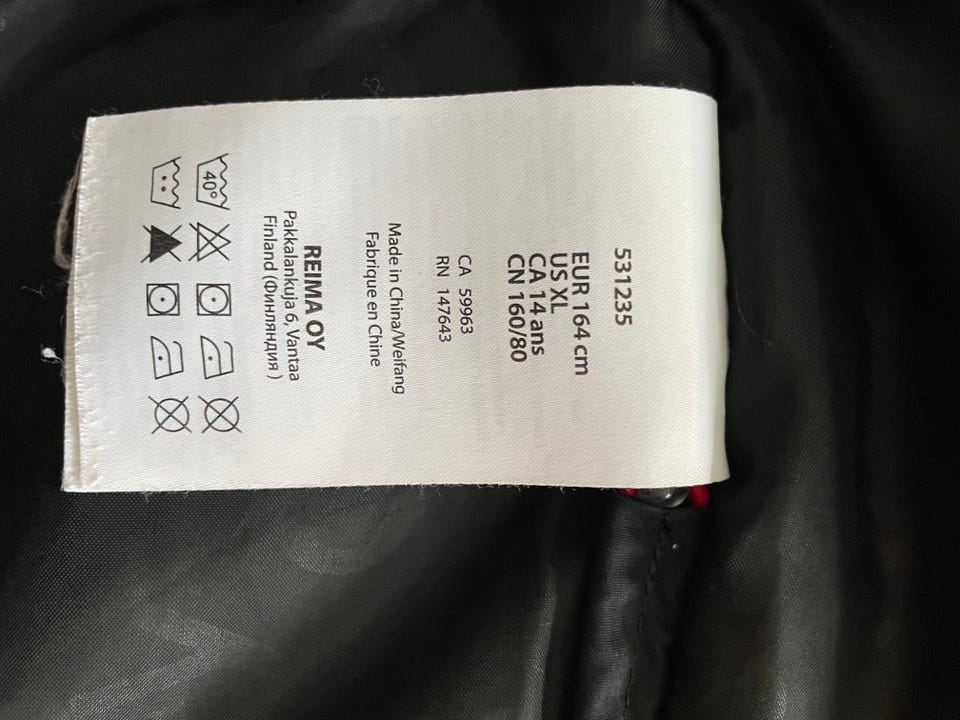 531235
EUR 164 cm
US XL
CA 14 ans
CN 160/80
CA 59963
RN 147643
Made in China/Weifang
Fabrique en Chine
REIMA OY
Pakkalankuja 6, Vantaa
Finland (Финляндия )
40°